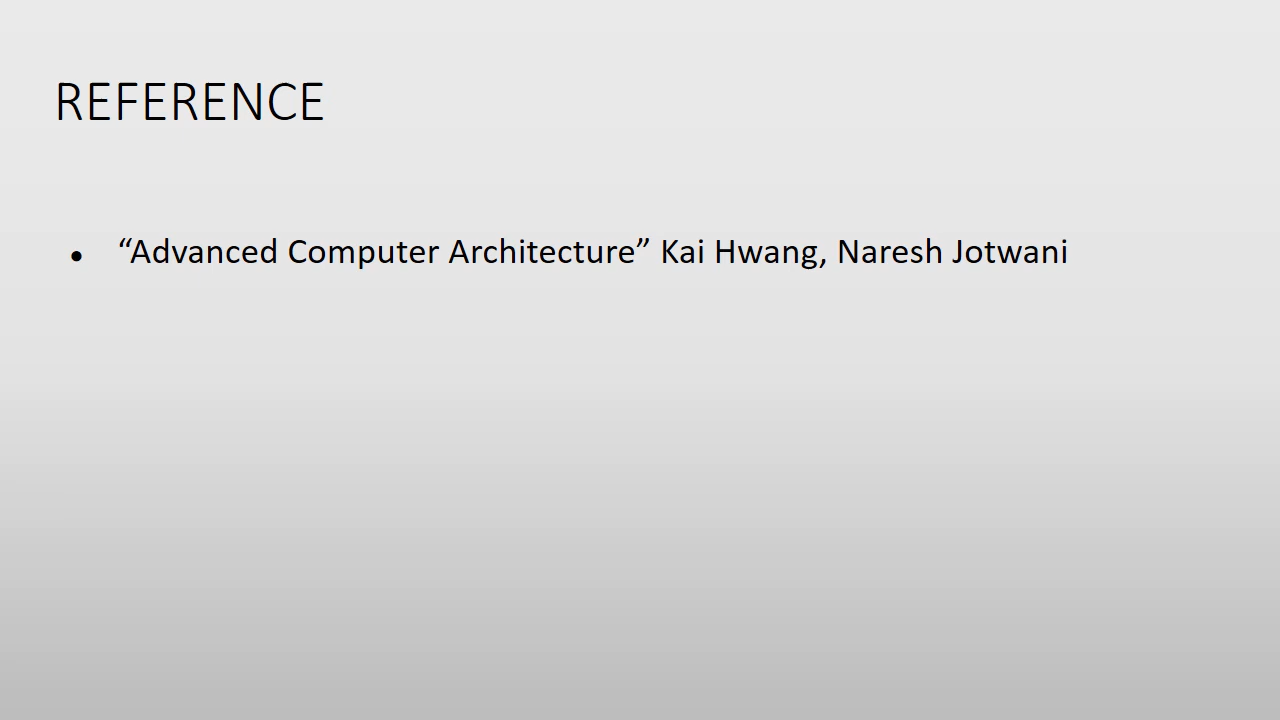 REFERENCE
• “Advanced Computer Architecture” Kai Hwang, Naresh Jotwani